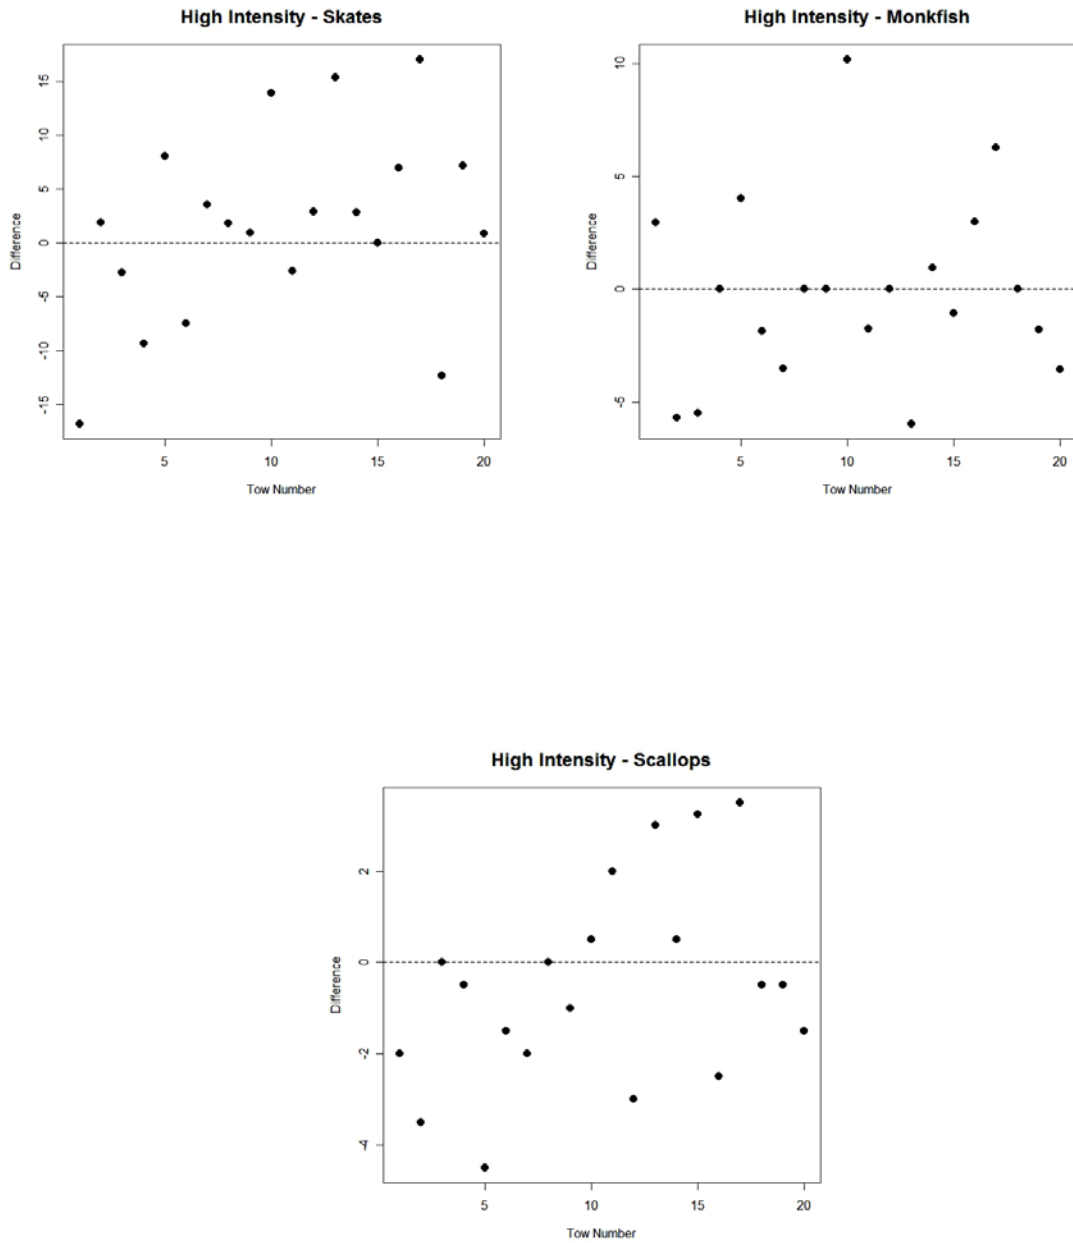 High Intensity - Skates
15
10
5
0
-5
-10
-15
Difference
5 10 15 20
Tow Number
High Intensity - Monkfish
10
5
0
-5
Difference
5 10 15 20
Tow Number
High Intensity - Scallops
2
0
-2
-4
Difference
5 10 15 20
Tow Number